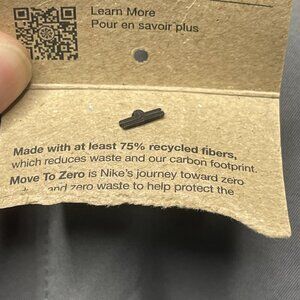 Learn More
Pour en savoir plus
Made with at least 75% recycled fibers,
which reduces waste and our carbon footprint.
Move To Zero is Nike's journey toward zero
and zero waste to help protect the